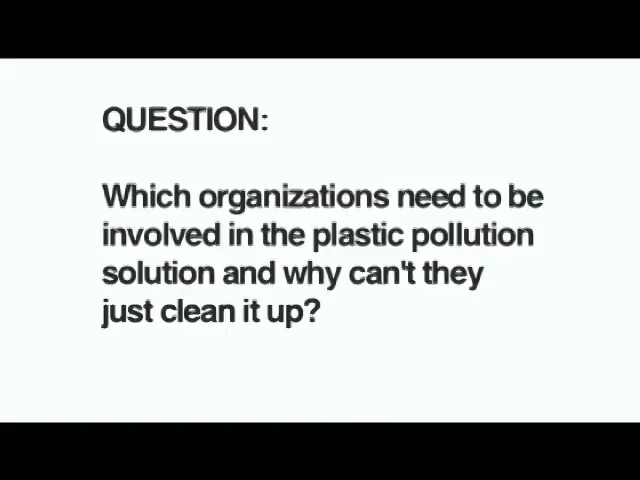 QUESTION:
Which organizations need to be
involved in the plastic pollution
solution and why can't they
just clean it up?